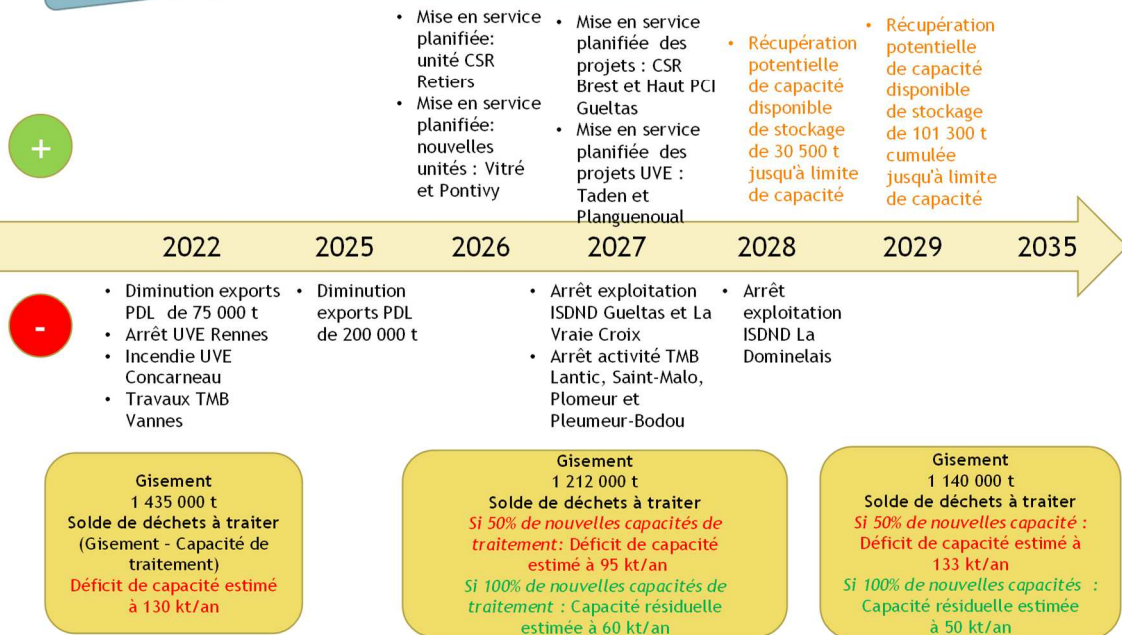 • Mise en service
planifiée:
unité CSR
Retiers
• Mise en service
planifiée:
nouvelles
unités : Vitré
et Pontivy
• Mise en service
planifiée des
projets : CSR
Brest et Haut PCI
Gueltas
• Mise en service
planifiée des
projets UVE :
Taden et
Planguenoual
• Récupération
potentielle
de capacité
disponible
de stockage
de 30 500 t
jusqu'à limite
de capacité
• Récupération
potentielle
de capacité
disponible
de stockage
de 101 300 t
cumulée
jusqu'à limite
de capacité
+
2022 2025 2026 2027 2028 2029 2035
-
• Diminution exports
PDL de 75 000 t
• Arrêt UVE Rennes
• Incendie UVE
Concarneau
• Travaux TMB
Vannes
• Diminution
exports PDL
de 200 000 t
• Arrêt exploitation
ISDND Gueltas et La
Vraie Croix
• Arrêt activité TMB
Lantic, Saint-Malo,
Plomeur et
Pleumeur-Bodou
• Arrêt
exploitation
ISDND La
Dominelais
Gisement
1 435 000 t
Solde de déchets à traiter
(Gisement - Capacité de
traitement)
Déficit de capacité estimé
à 130 kt/an
Gisement
1 212 000 t
Solde de déchets à traiter
Si 50% de nouvelles capacités de
traitement: Déficit de capacité
estimé à 95 kt/an
Si 100% de nouvelles capacités de
traitement : Capacité résiduelle
estimée à 60 kt/an
Gisement
1 140 000 t
Solde de déchets à traiter
Si 50% de nouvelles capacité :
Déficit de capacité estimé à
133 kt/an
Si 100% de nouvelles capacités :
Capacité résiduelle estimée
à 50 kt/an